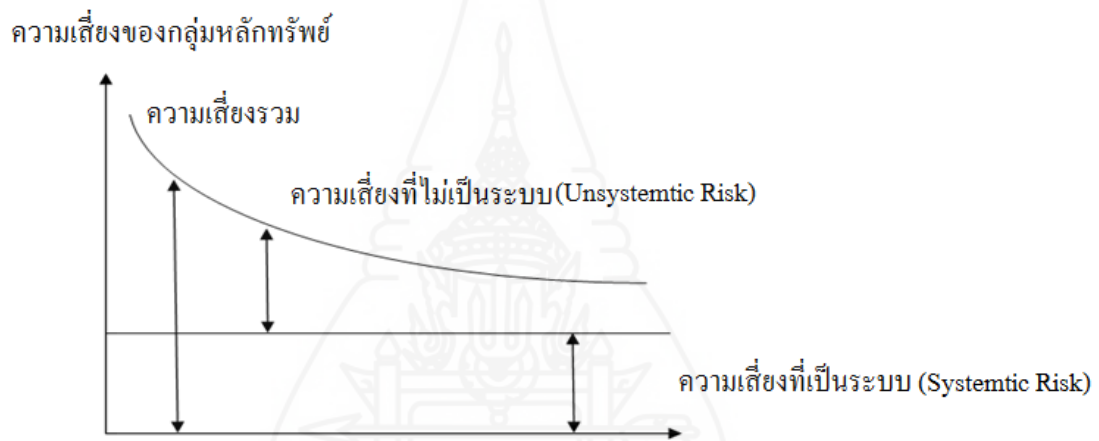 ความเสี่ยงของกลุ่มหลักทรัพย์
ความเสี่ยงรวม
ความเสี่ยงที่ไม่เป็นระบบ(Unsystemtic Risk)
ความเสี่ยงที่เป็นระบบ (Systemtic Risk)